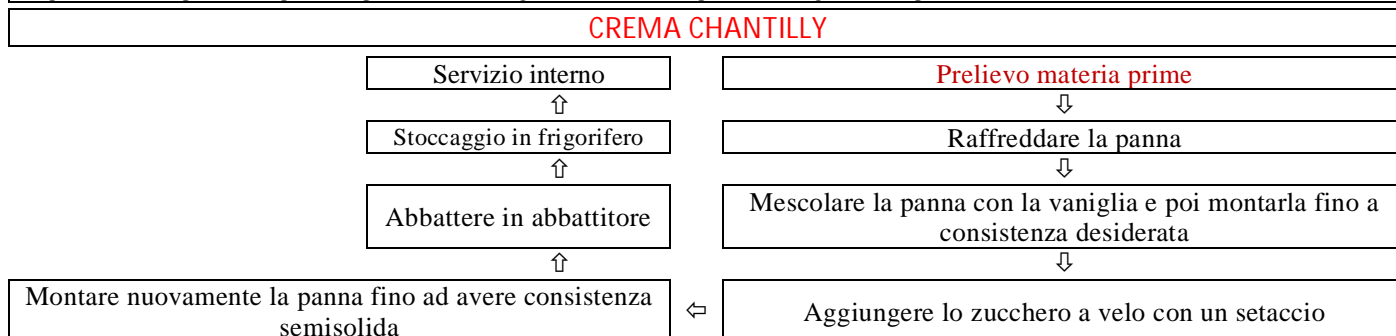 CREMA CHANTILLY
Servizio interno
Prelievo materia prime
⇧
⇩
Stoccaggio in frigorifero
Raffreddare la panna
⇧
⇩
Abbattere in abbattitore
Mescolare la panna con la vaniglia e poi montarla fino a
consistenza desiderata
⇧
⇩
Montare nuovamente la panna fino ad avere consistenza
semisolida
⇦
Aggiungere lo zucchero a velo con un setaccio